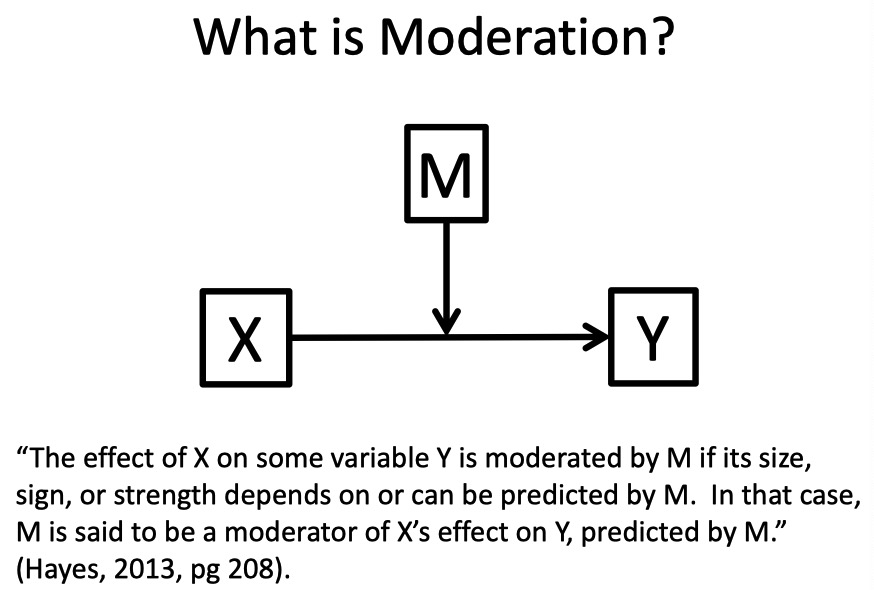 What is Moderation?
M
X
Y
“The effect of X on some variable Y is moderated by M if its size,
sign, or strength depends on or can be predicted by M.  In that case,
M is said to be a moderator of X’s effect on Y, predicted by M.”
(Hayes, 2013, pg 208).